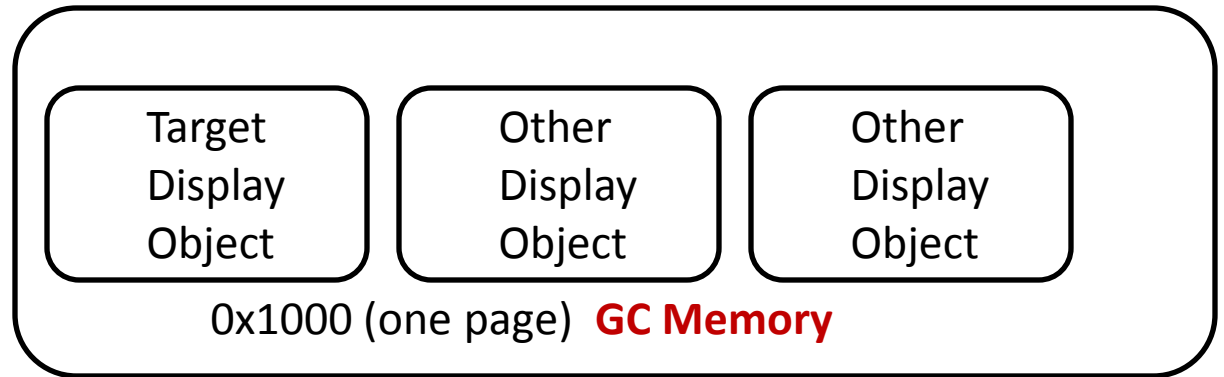 Target
Display
Object
Other
Display
Object
Other
Display
Object
0x1000 (one page) GC Memory